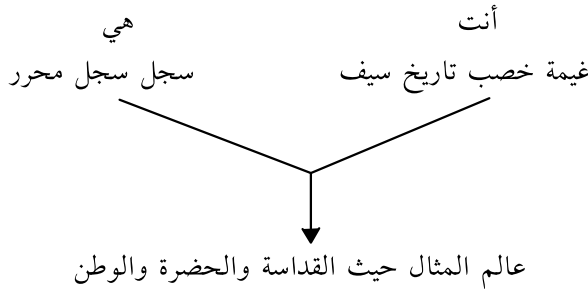 أنت
هي
غيمة خصب تاريخ سيف
سجل سجل محرر
عالم المثال حيث القداسة والحضرة والوطن